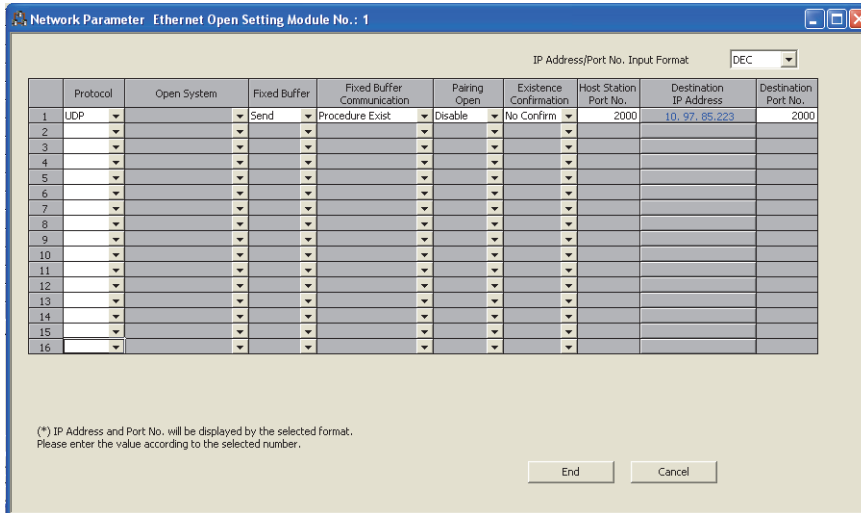 Network Parameter Ethernet Open Setting Module No.: 1
IP Address/Port No. Input Format DEC
Protocol Open System Fixed Buffer Fixed Buffer Communication Pairing Open Existence Confirmation Host Station Port No. Destination IP Address Destination Port No.
1 UDP Send Procedure Exist Disable No Confirm 2000 10. 97. 85.223 2000
2
3
4
5
6
7
8
9
10
11
12
13
14
15
16
(*) IP Address and Port No. will be displayed by the selected format.
Please enter the value according to the selected number.
End Cancel